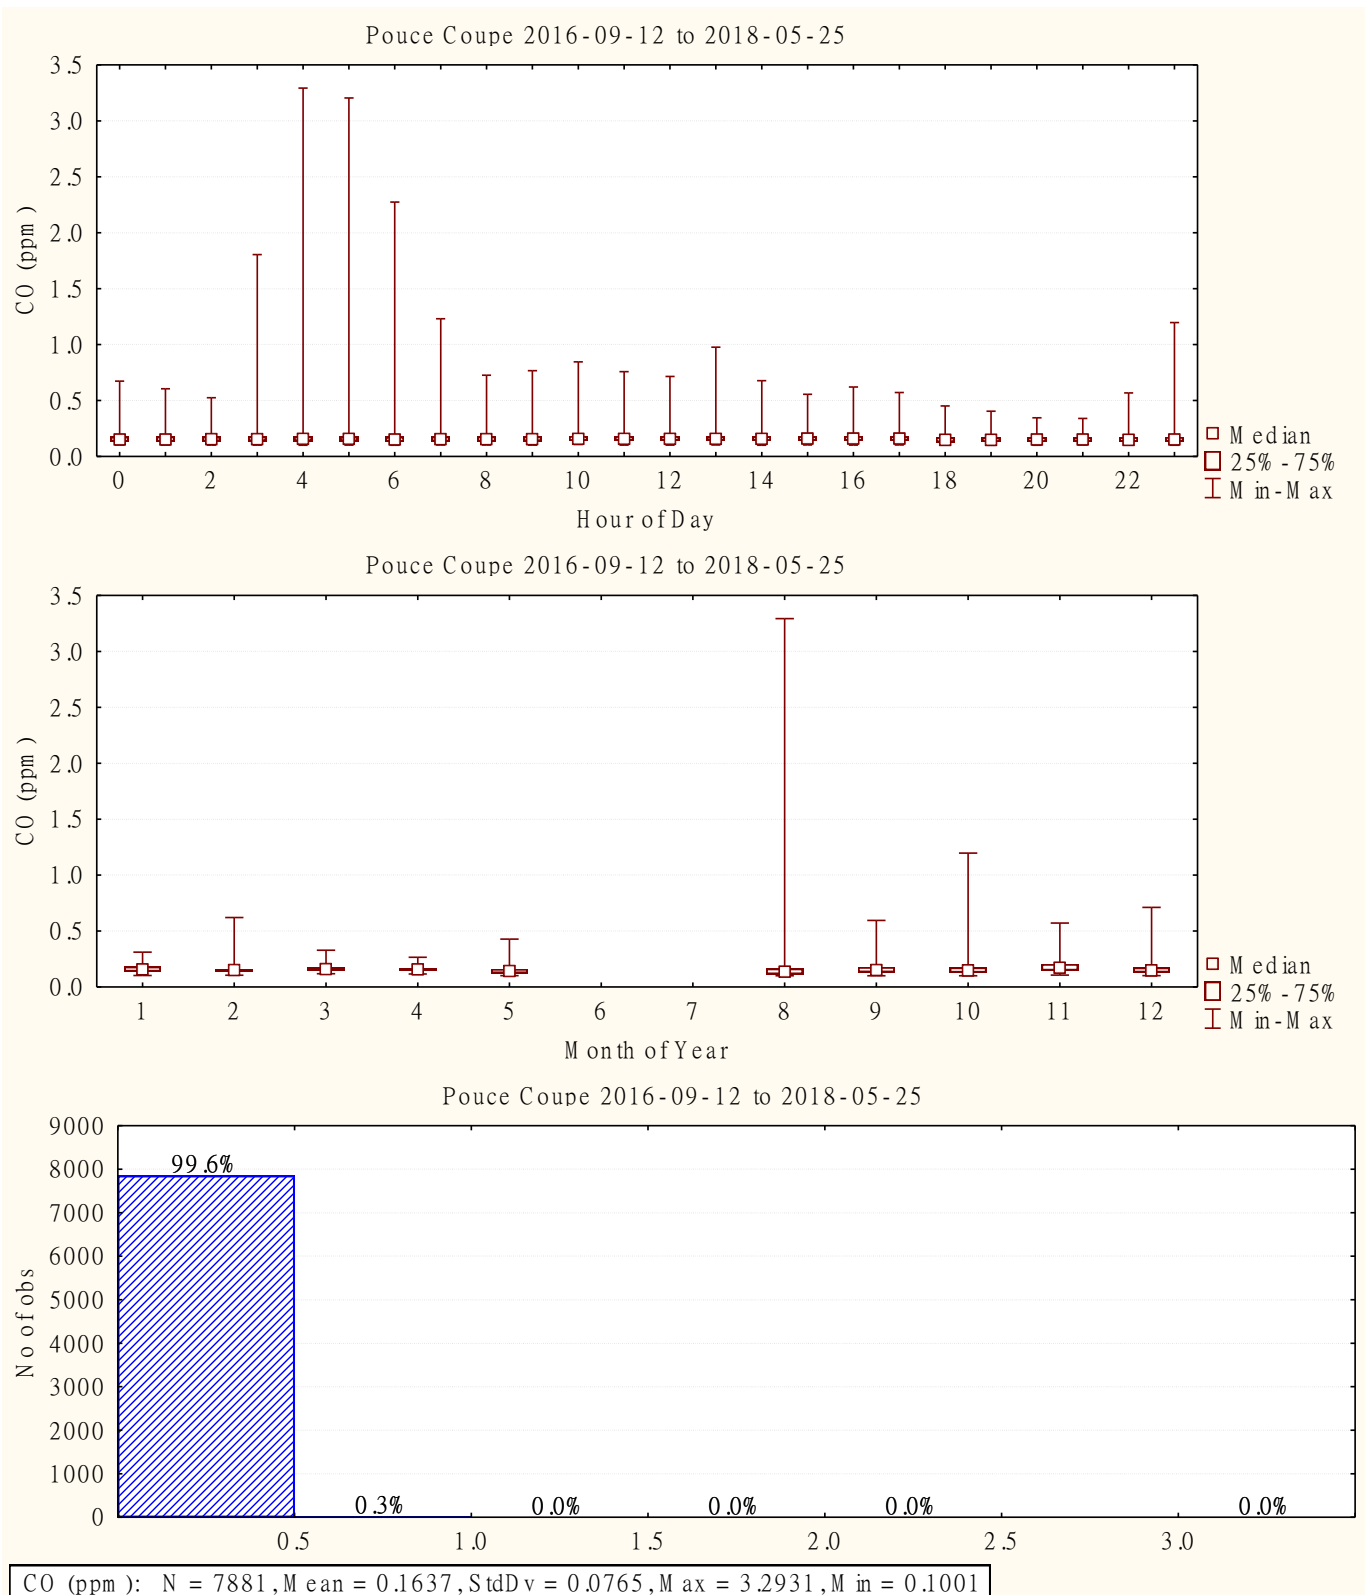 Pouce Coupe 2016-09-12 to 2018-05-25
3.5
3.0
2.5
2.0
1.5
1.0
0.5
0.0
CO (ppm)
0 2 4 6 8 10 12 14 16 18 20 22
Hour of Day
Median
25%-75%
Min-Max
Pouce Coupe 2016-09-12 to 2018-05-25
3.5
3.0
2.5
2.0
1.5
1.0
0.5
0.0
CO (ppm)
1 2 3 4 5 6 7 8 9 10 11 12
Month of Year
Median
25%-75%
Min-Max
Pouce Coupe 2016-09-12 to 2018-05-25
9000
8000
7000
6000
5000
4000
3000
2000
1000
0
No of obs
99.6%
0.3% 0.0% 0.0% 0.0% 0.0%
0.5 1.0 1.5 2.0 2.5 3.0
CO (ppm): N = 7881, Mean = 0.1637, StdDv = 0.0765, Max = 3.2931, Min = 0.1001